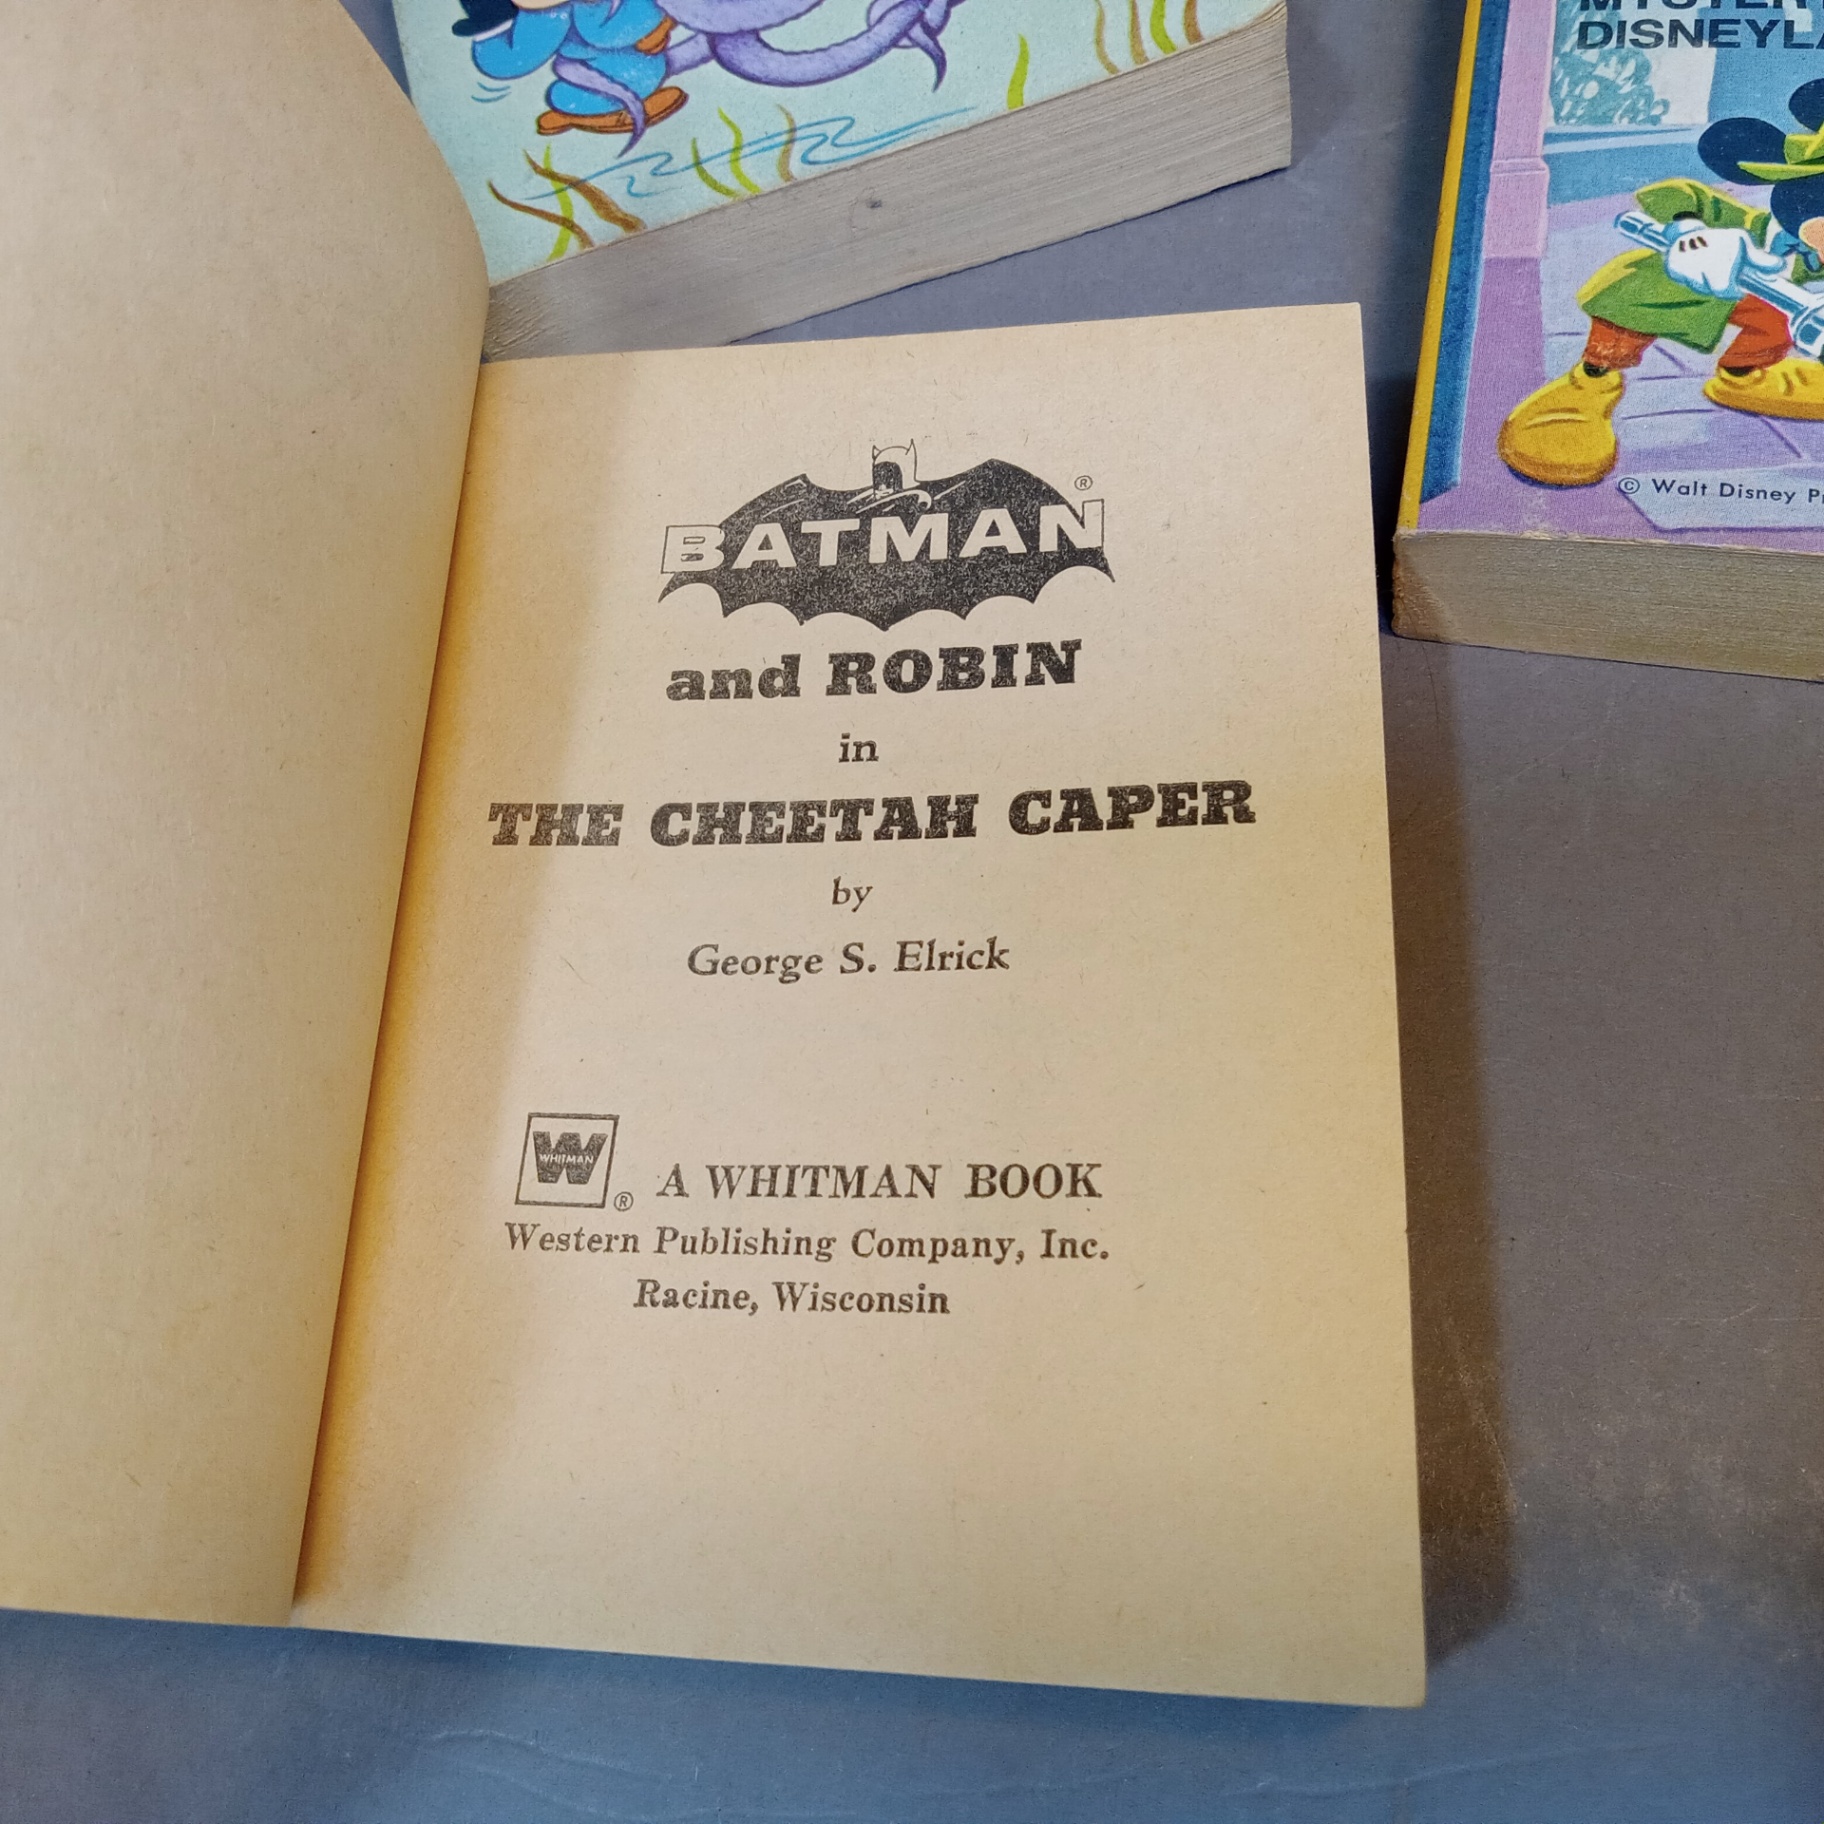 DISNEYLA
© Walt Disney Pr
BATMAN ®
and ROBIN
in
THE CHEETAH CAPER
by
George S. Elrick
WHITMAN
® A WHITMAN BOOK
Western Publishing Company, Inc.
Racine, Wisconsin